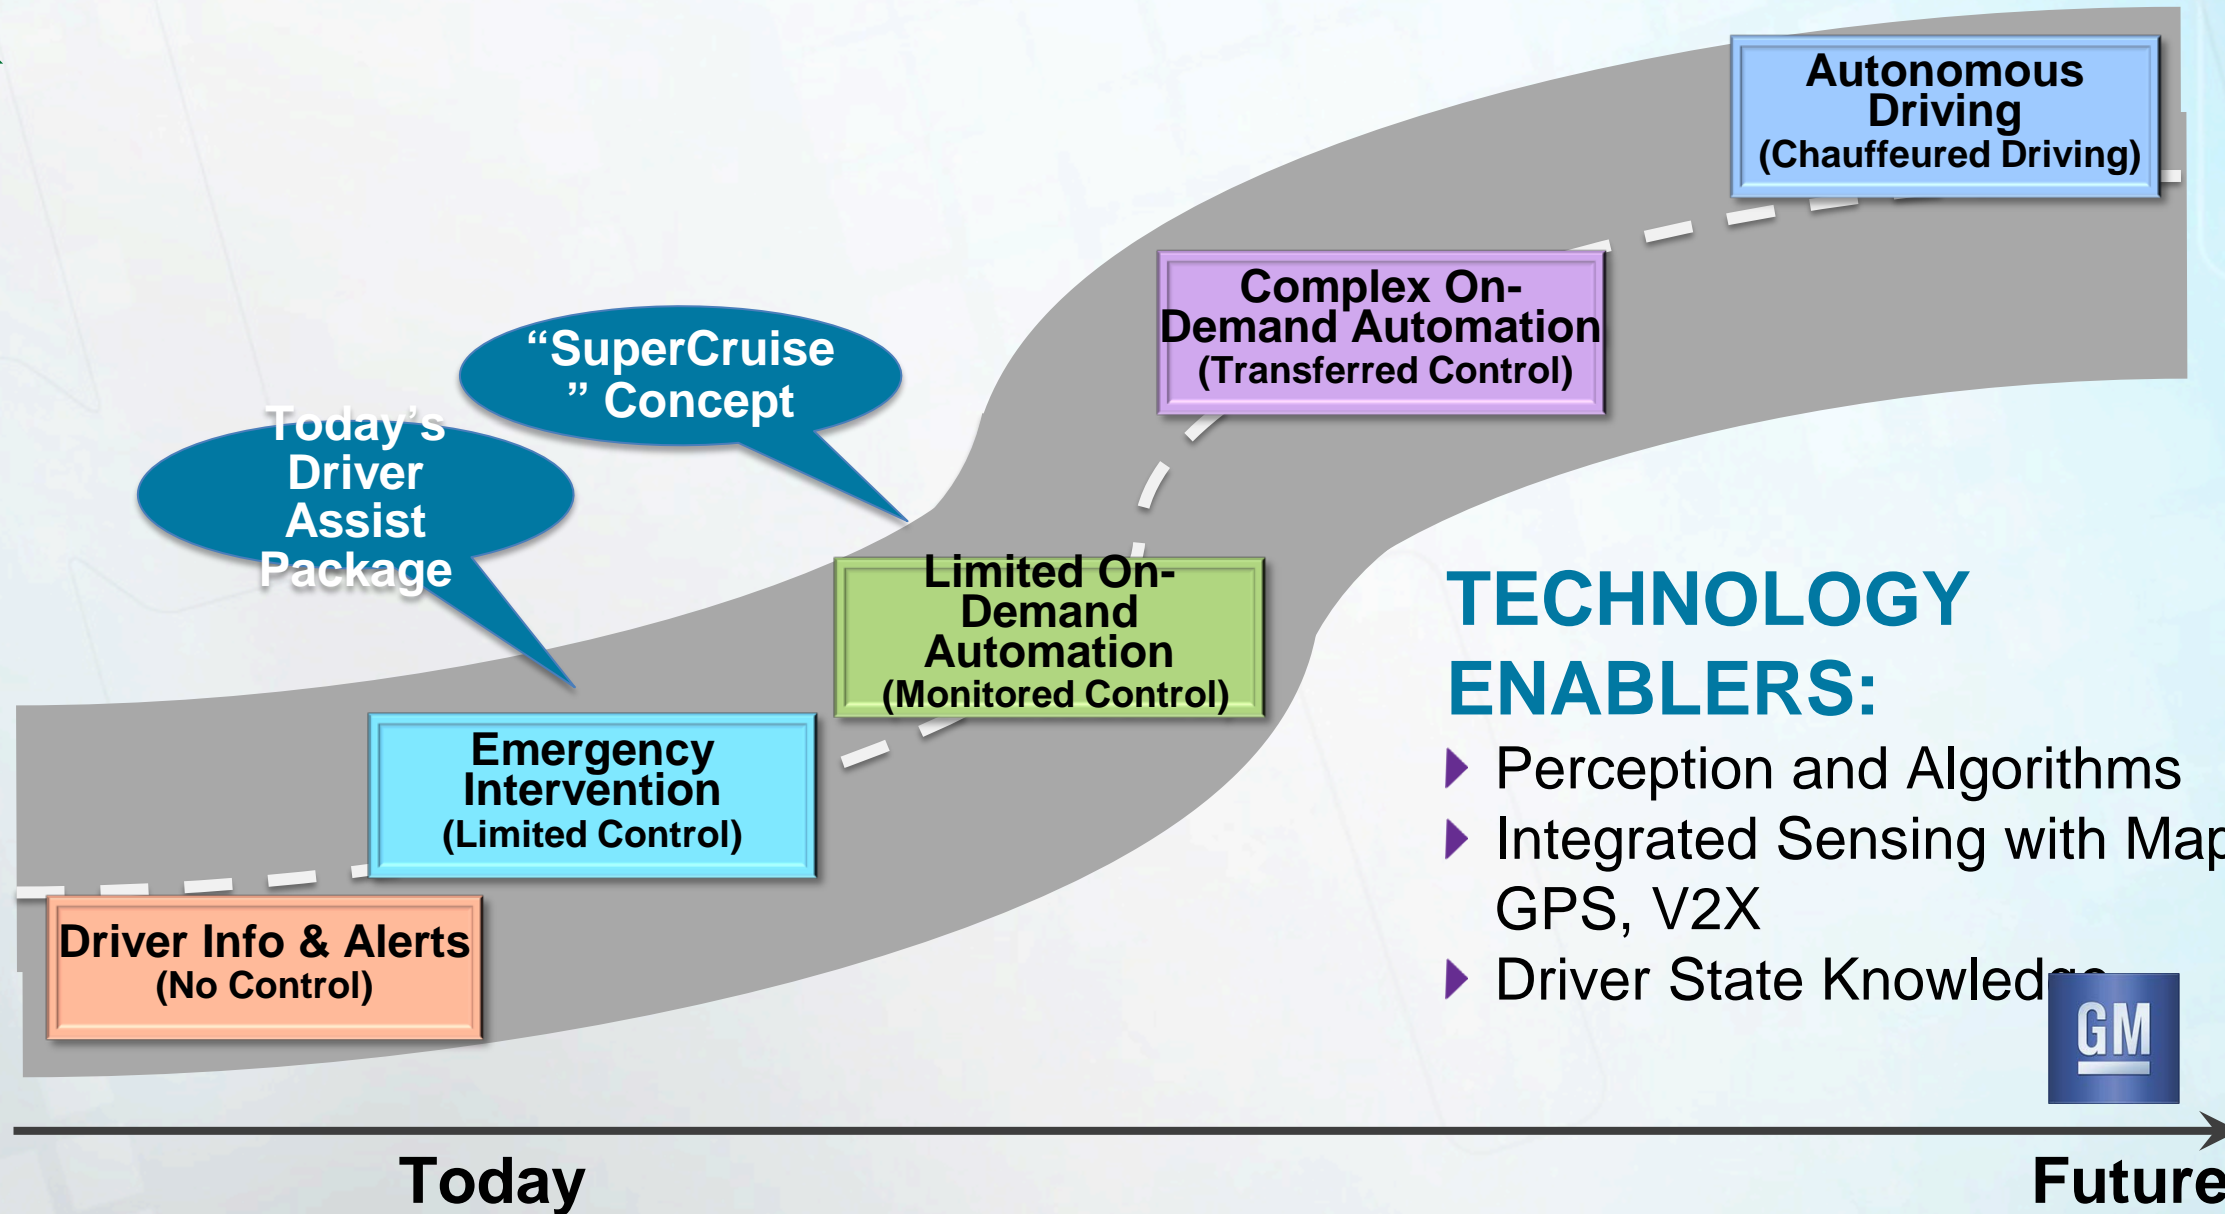 Autonomous
Driving
(Chauffeured Driving)
Complex On-
Demand Automation
(Transferred Control)
“SuperCruise
” Concept
Today’s
Driver
Assist
Package
Limited On-
Demand
Automation
(Monitored Control)
Emergency
Intervention
(Limited Control)
Driver Info & Alerts
(No Control)
TECHNOLOGY
ENABLERS:
Perception and Algorithms
Integrated Sensing with Map
GPS, V2X
Driver State Knowledge
GM
Today
Future